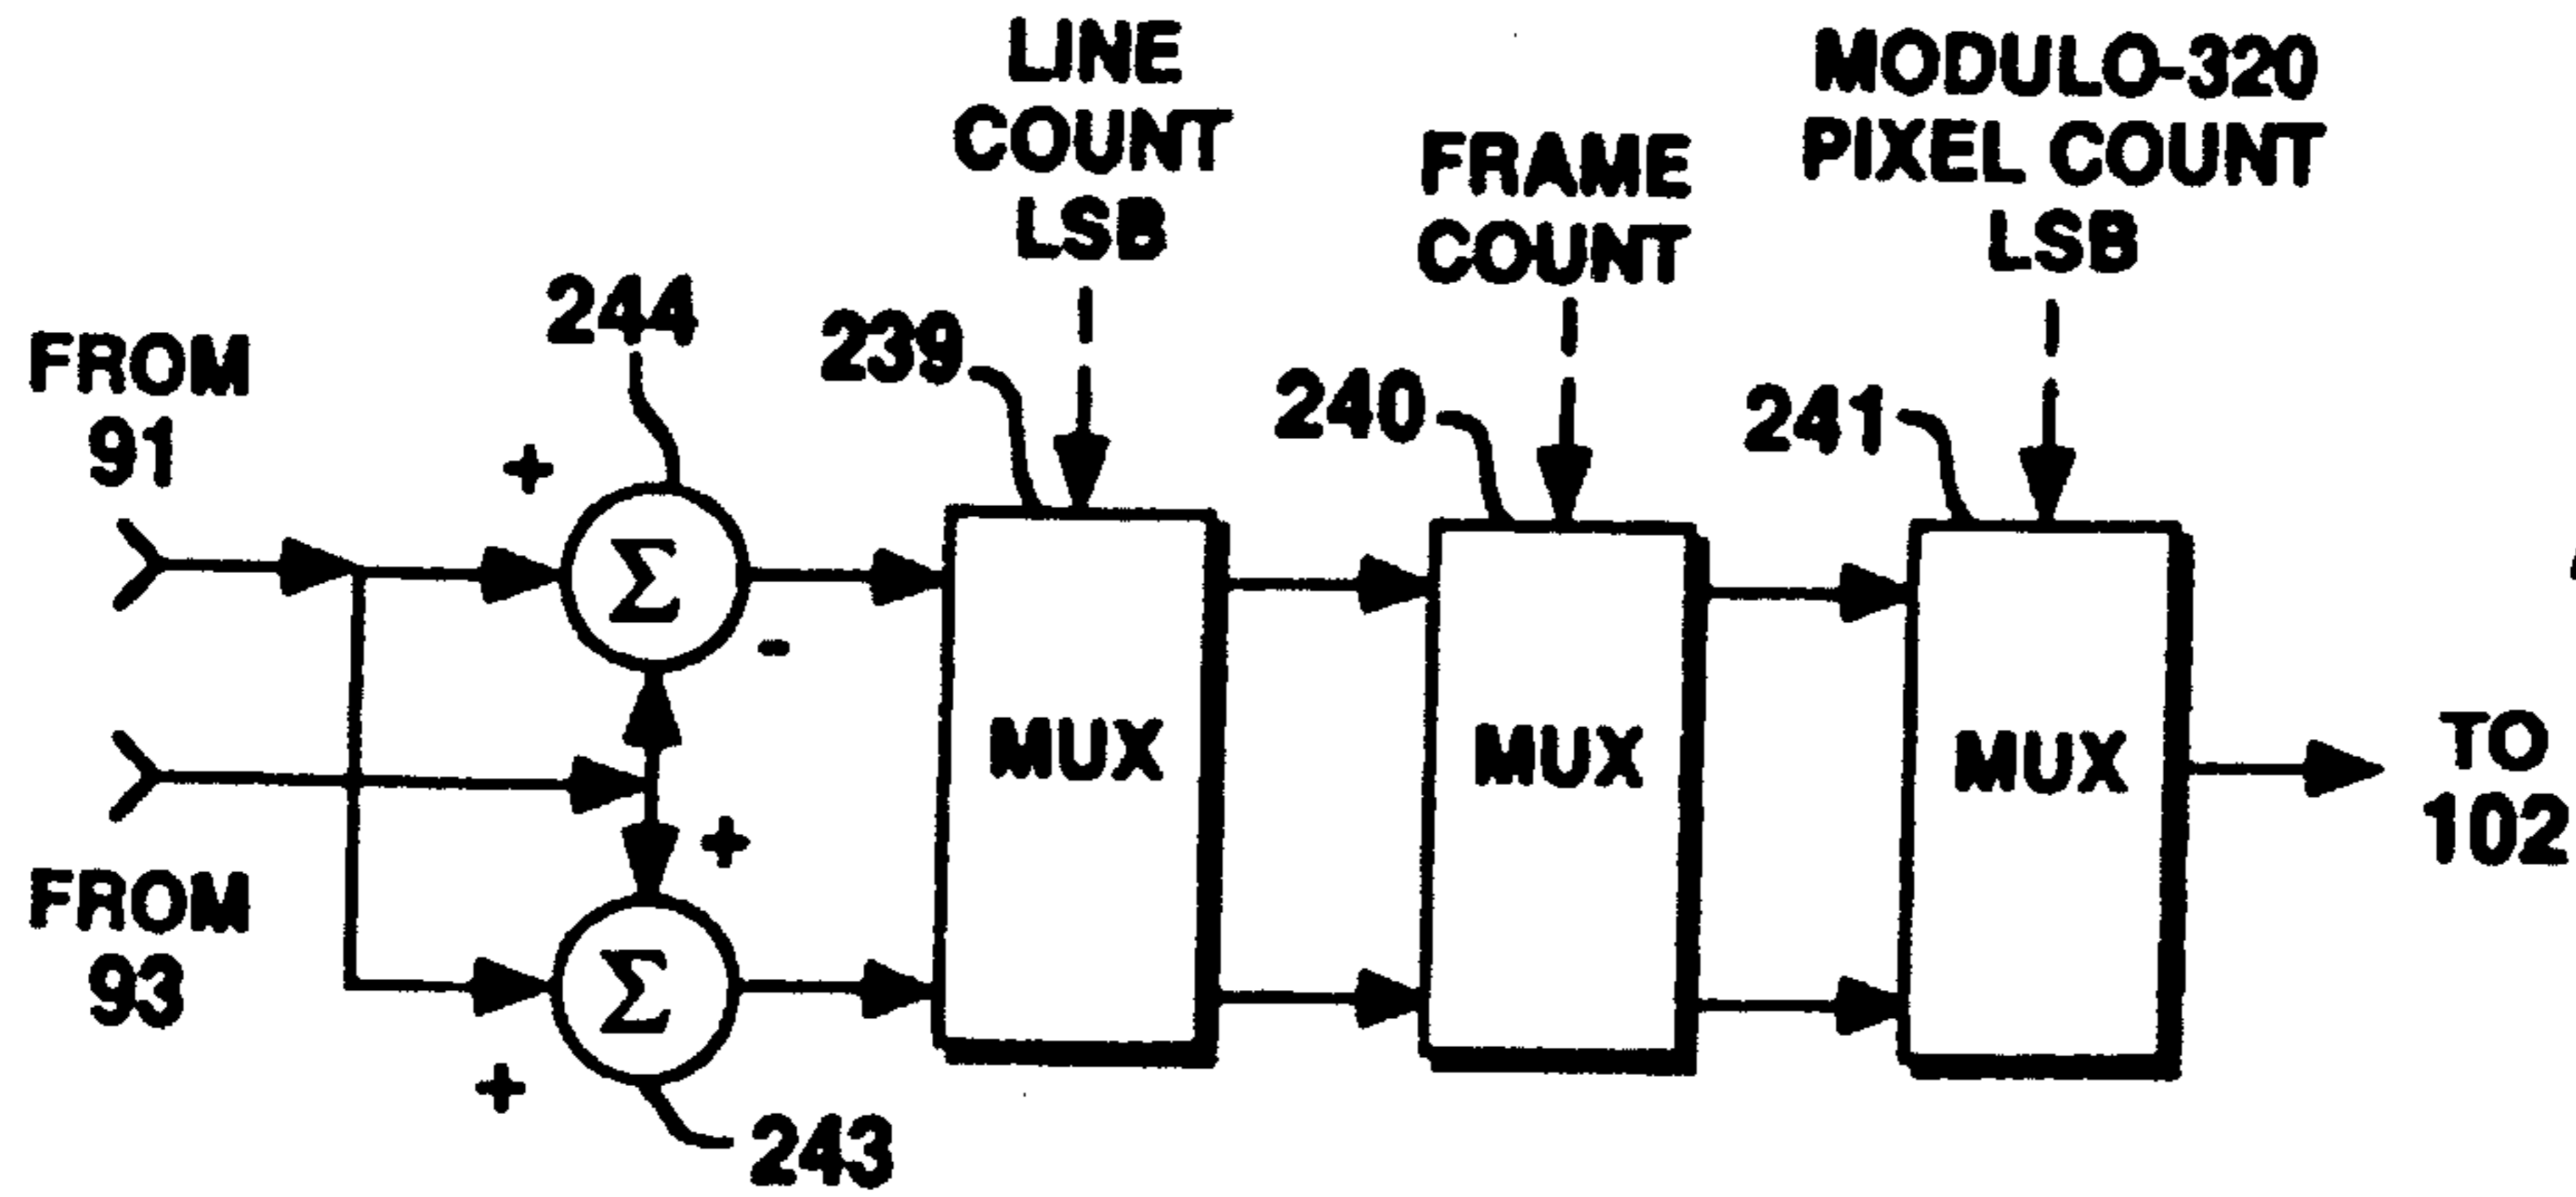 LINE
COUNT
LSB
FRAME
COUNT
MODULO-320
PIXEL COUNT
LSB
244
239
240
241
FROM
91
+
Σ
-
MUX
MUX
MUX
TO
102
FROM
93
+
Σ
+
243